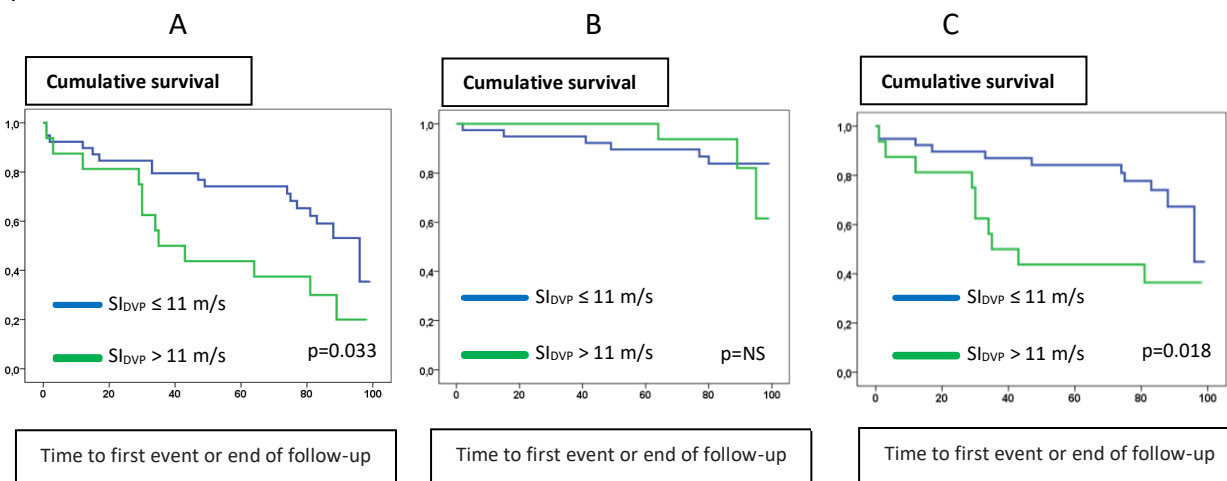 A
Cumulative survival
1,0
0,8
0,6
0,4
0,2
0,0
SIDVP ≤ 11 m/s
SIDVP > 11 m/s
p=0.033
0 20 40 60 80 100
Time to first event or end of follow-up
B
Cumulative survival
1,0
0,8
0,6
0,4
0,2
0,0
SIDVP ≤ 11 m/s
SIDVP > 11 m/s
p=NS
0 20 40 60 80 100
Time to first event or end of follow-up
C
Cumulative survival
1,0
0,8
0,6
0,4
0,2
0,0
SIDVP ≤ 11 m/s
SIDVP > 11 m/s
p=0.018
0 20 40 60 80 100
Time to first event or end of follow-up